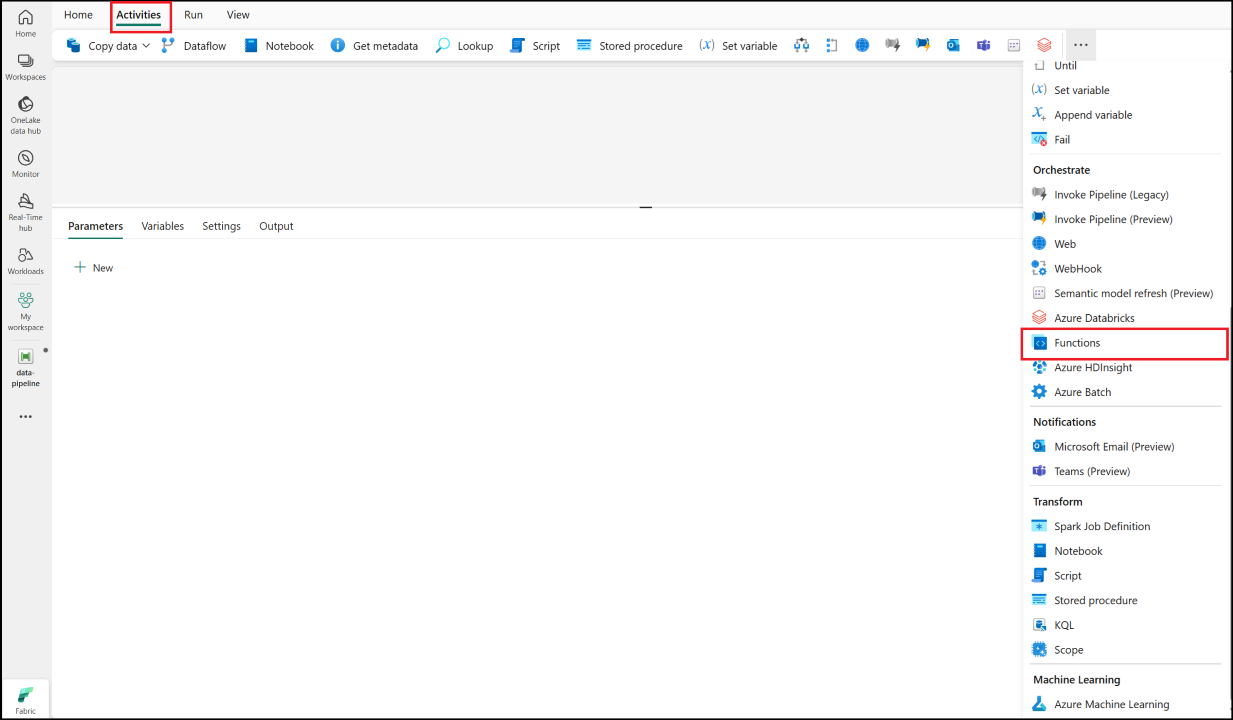 Home
Activities
Run
View
Copy data
Dataflow
Notebook
Get metadata
Lookup
Script
Stored procedure
(x) Set variable
Home
Workspaces
OneLake
data hub
Monitor
Real-Time
hub
Workloads
My
workspace
data-
pipeline
Fabric
Parameters
Variables
Settings
Output
New
Until
(x) Set variable
Append variable
Fail
Orchestrate
Invoke Pipeline (Legacy)
Invoke Pipeline (Preview)
Web
WebHook
Semantic model refresh (Preview)
Azure Databricks
Functions
Azure HDInsight
Azure Batch
Notifications
Microsoft Email (Preview)
Teams (Preview)
Transform
Spark Job Definition
Notebook
Script
Stored procedure
KQL
Scope
Machine Learning
Azure Machine Learning